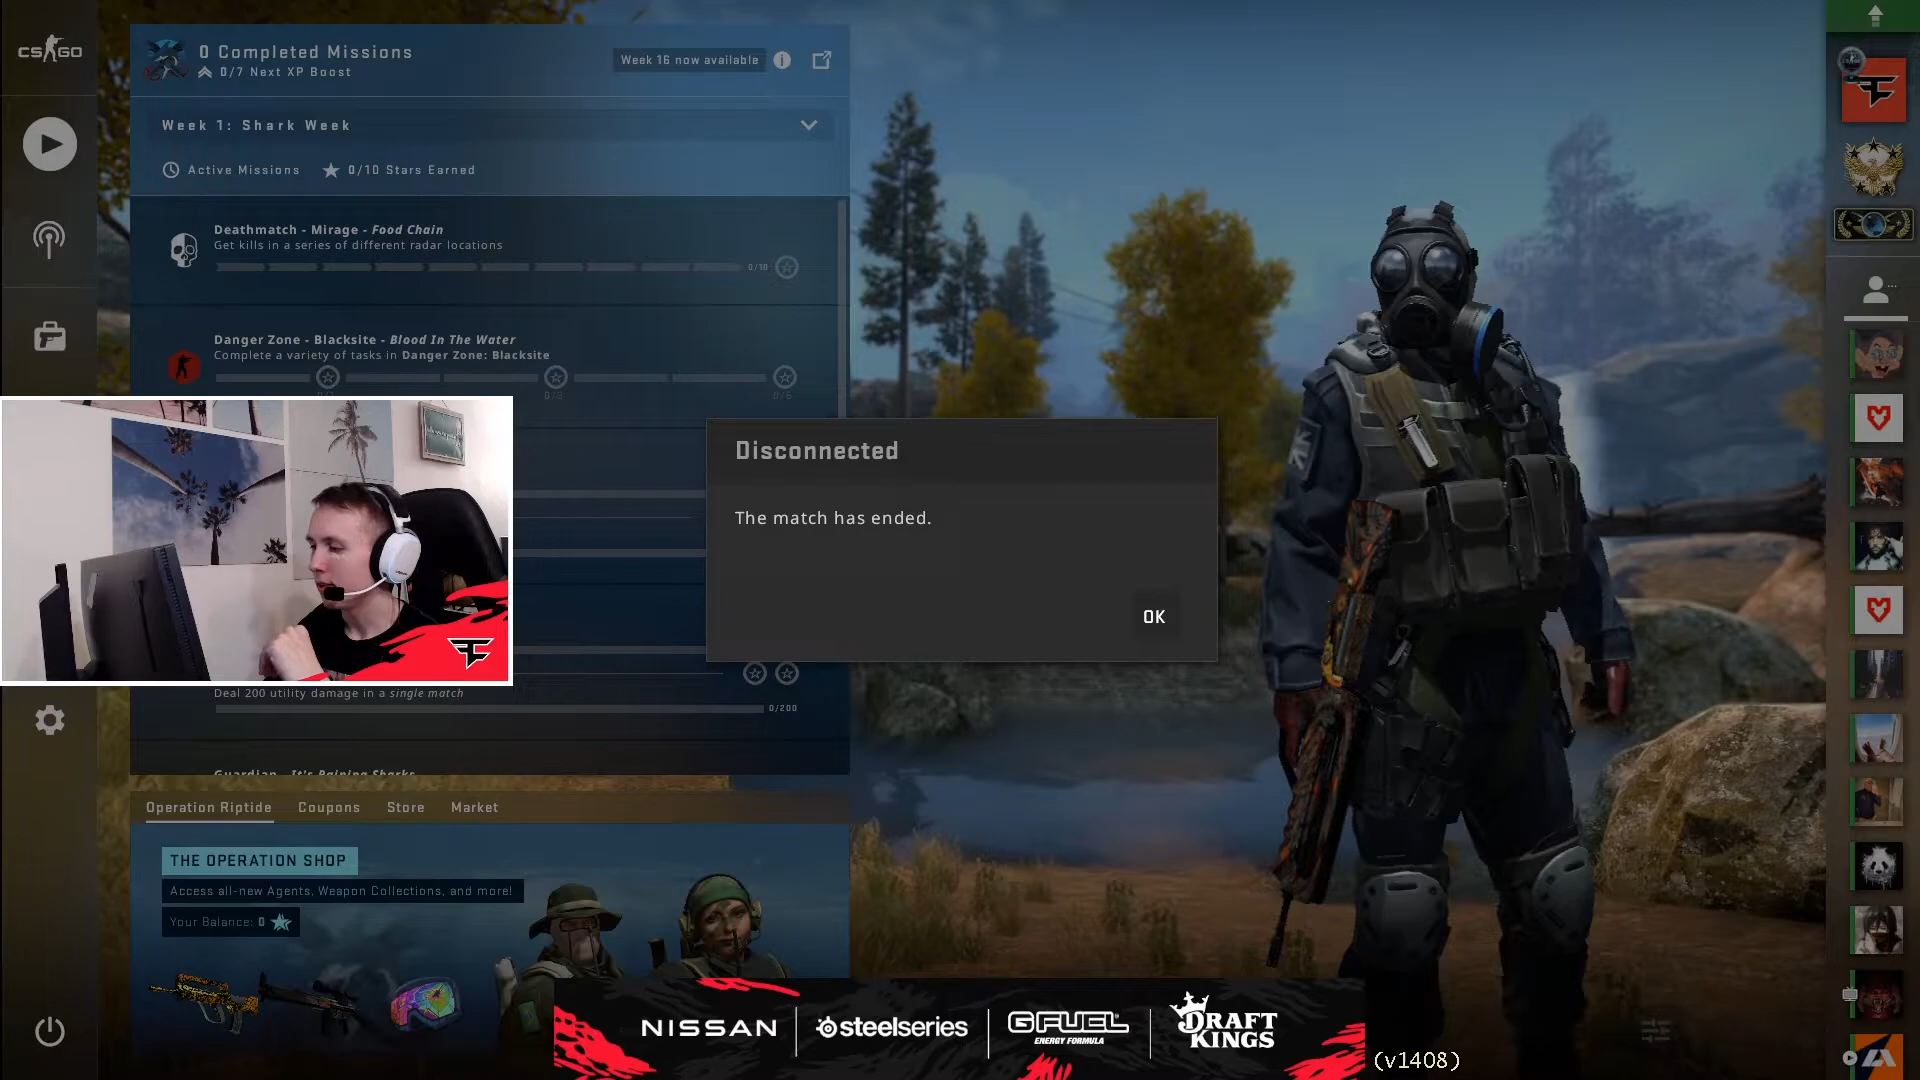 CS GO
0 Completed Missions
0/7 Next XP Boost
Week 16 now available
Week 1: Shark Week
Active Missions
0/10 Stars Earned
Deathmatch - Mirage - Food Chain
Get kills in a series of different radar locations
0/10
Danger Zone - Blacksite - Blood In The Water
Complete a variety of tasks in Danger Zone: Blacksite
Disconnected
The match has ended.
OK
Deal 200 utility damage in a single match
0/200
Guardian - It's Raining Sharks
Operation Riptide
Coupons
Store
Market
THE OPERATION SHOP
Access all-new Agents, Weapon Collections, and more!
Your Balance: 0
NISSAN
steelseries
GFUEL
ENERGY FORMULA
DRAFT
KINGS
(v1408)